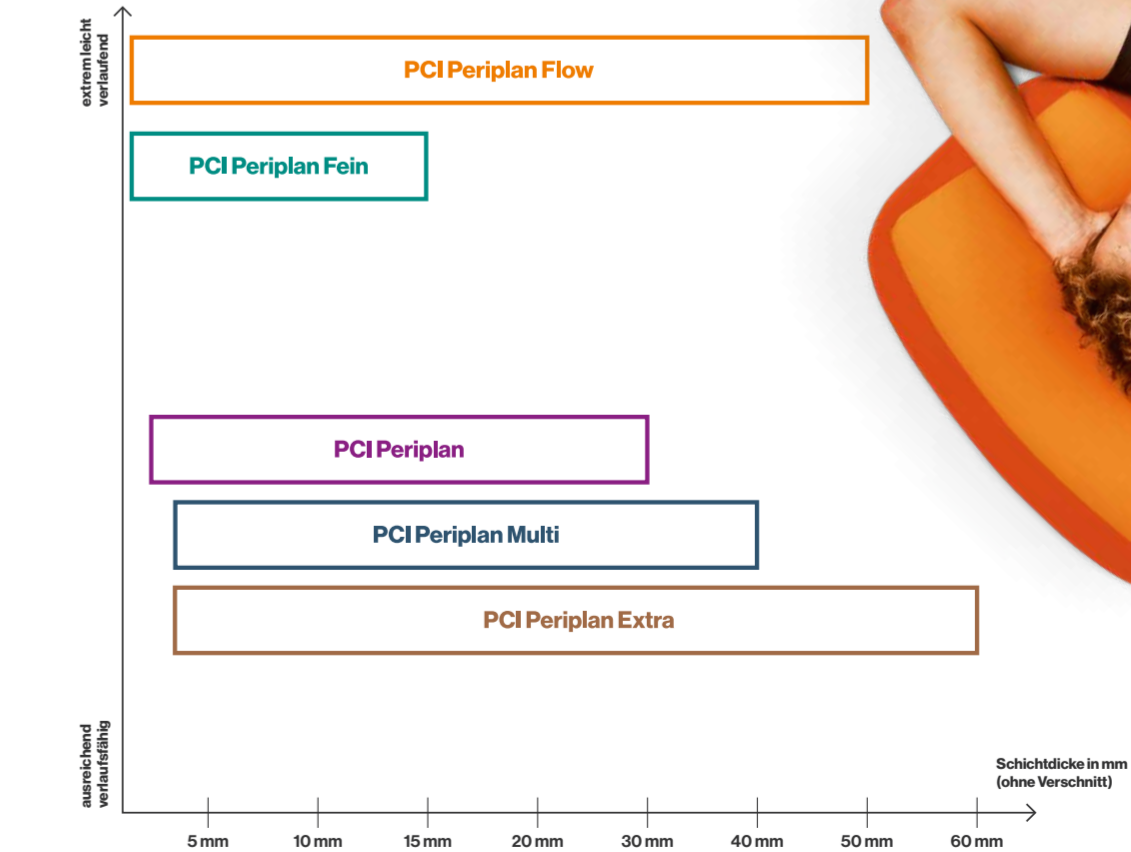 extrem leicht
verlaufend
PCI Periplan Flow
PCI Periplan Fein
PCI Periplan
PCI Periplan Multi
PCI Periplan Extra
ausreichend
verlaufsfähig
Schichtdicke in mm
(ohne Verschnitt)
5 mm 10 mm 15 mm 20 mm 30 mm 40 mm 50 mm 60 mm